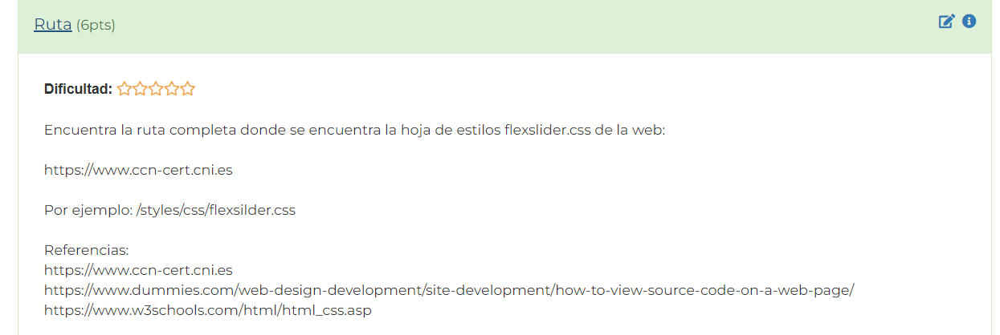 Ruta (6pts)
Dificultad:
Encuentra la ruta completa donde se encuentra la hoja de estilos flexslider.css de la web:
https://www.ccn-cert.cni.es
Por ejemplo: /styles/css/flexsilder.css
Referencias:
https://www.ccn-cert.cni.es
https://www.dummies.com/web-design-development/site-development/how-to-view-source-code-on-a-web-page/
https://www.w3schools.com/html/html_css.asp